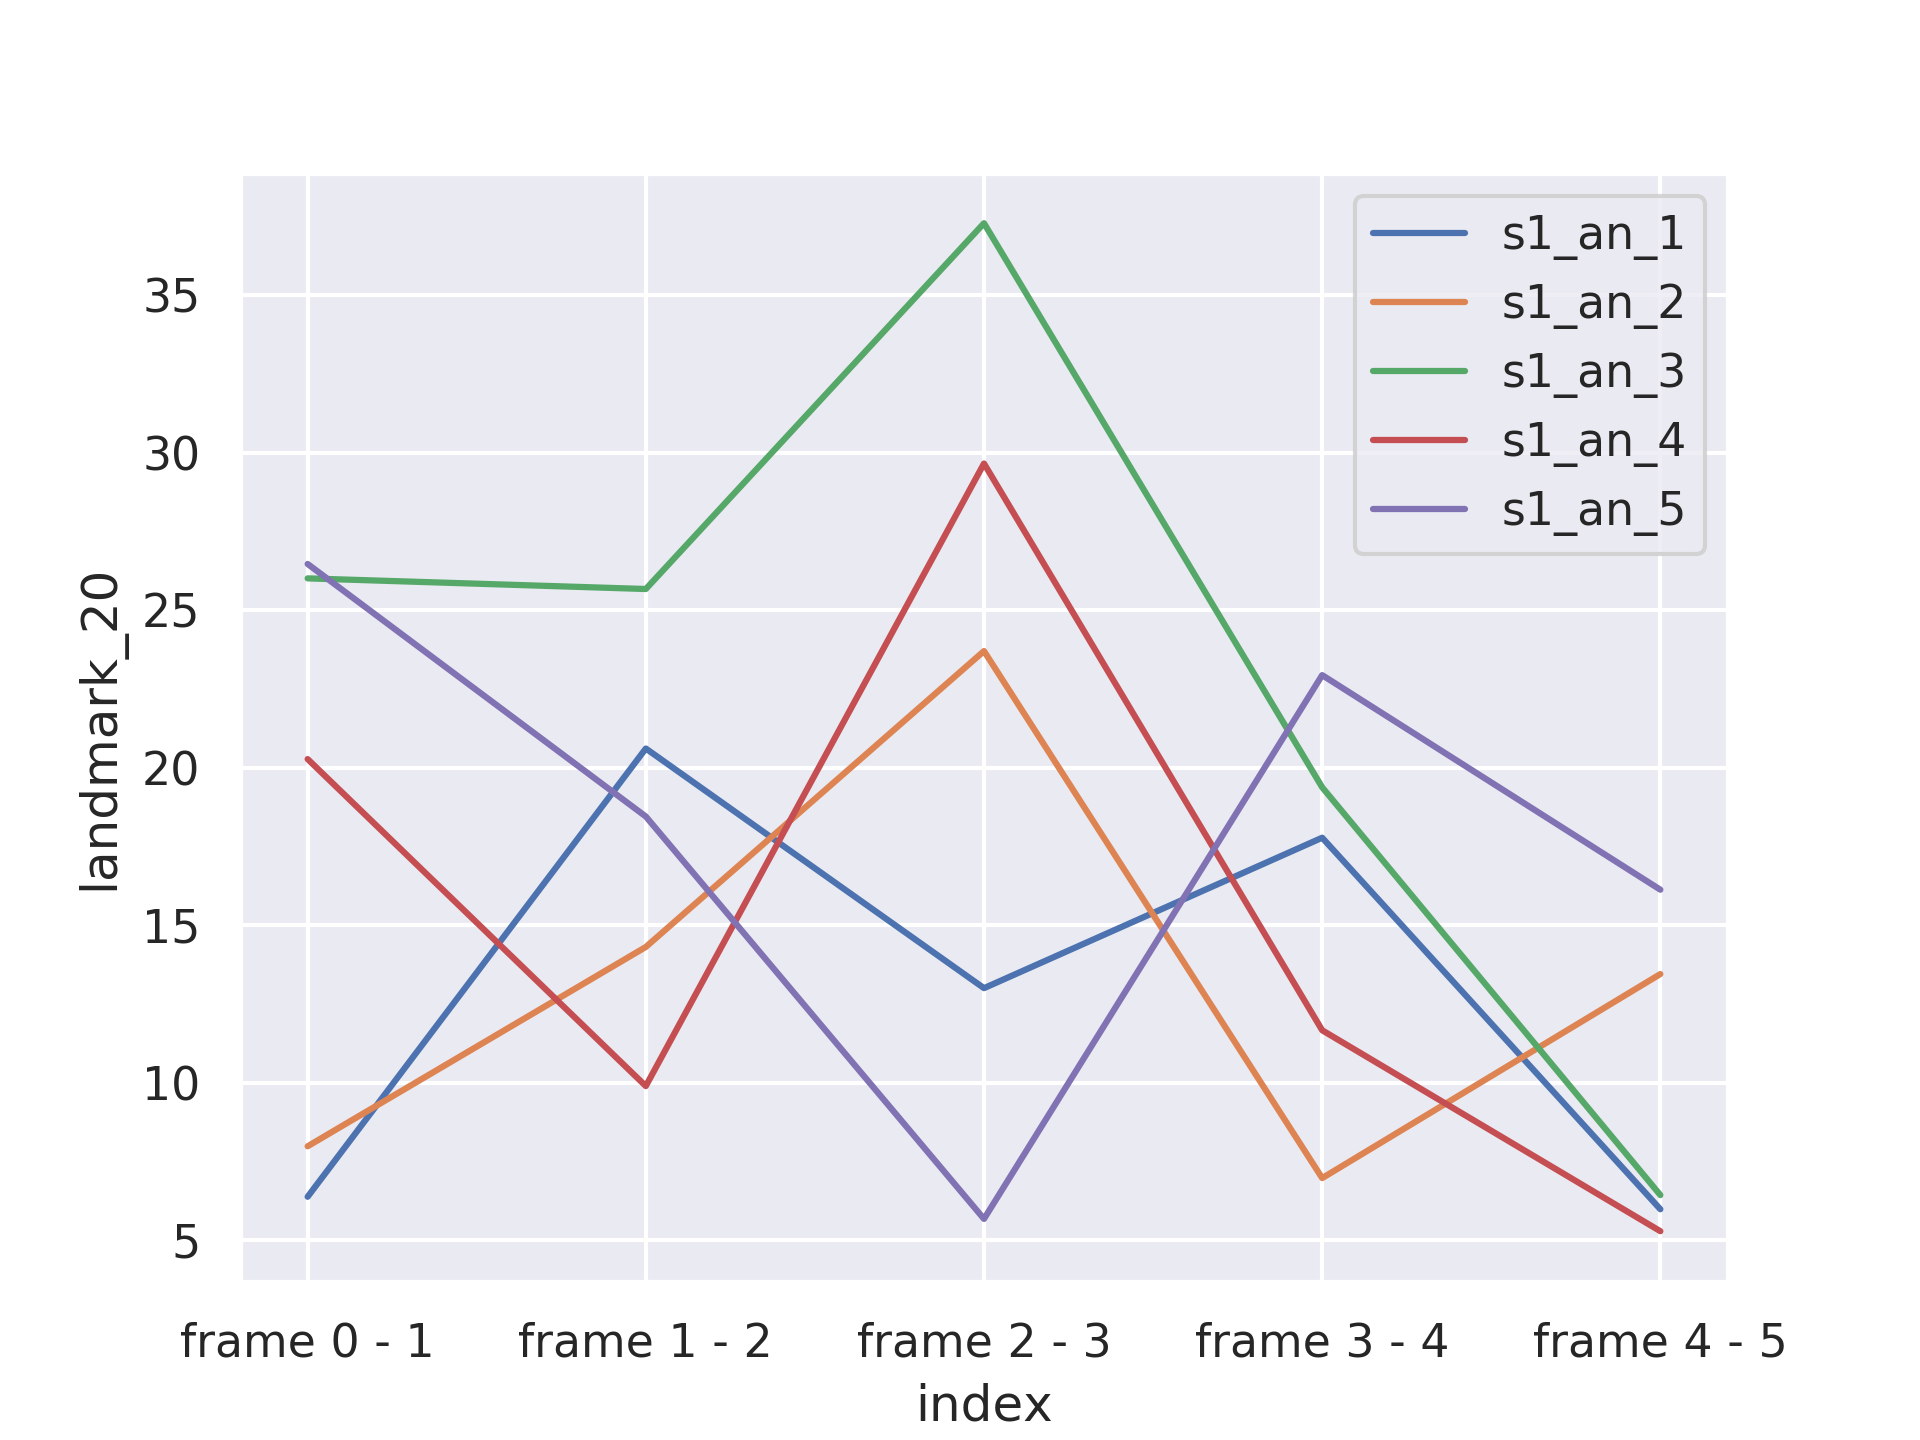 s1_an_1
s1_an_2
s1_an_3
s1_an_4
s1_an_5
landmark_20
35
30
25
20
15
10
5
frame 0 - 1
frame 1 - 2
frame 2 - 3
frame 3 - 4
frame 4 - 5
index